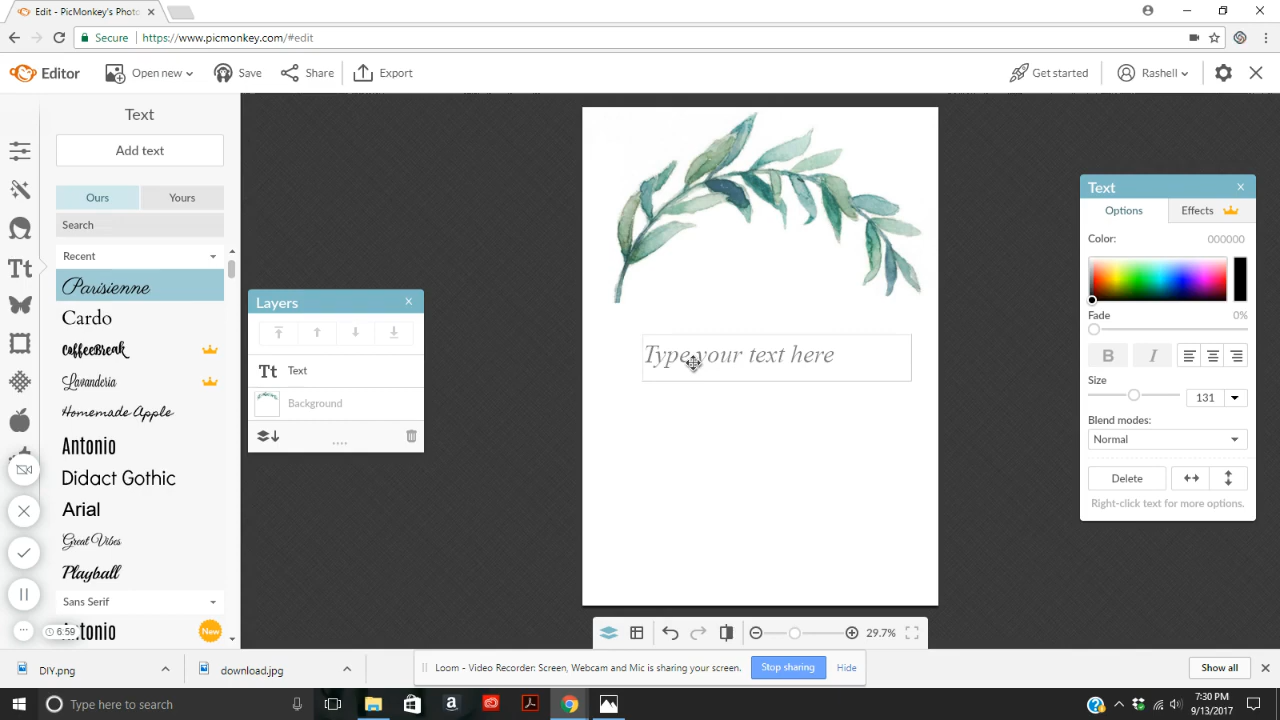 Edit - PicMonkey's Photo
Secure
https://www.picmonkey.com/#edit
Editor
Open new
Save
Share
Export
Get started
Rashell
Text
Add text
Ours
Yours
Search
Recent
Parisienne
Cardo
CoffeeBreak
Lavanderia
Homemade Apple
Antonio
Didact Gothic
Arial
Great Vibes
Playball
Sans Serif
Antonio
New
6:59
Layers
Tt Text
Background
Type your text here
Text
Options
Effects
Color:
000000
Fade
0%
B I
Size
131
Blend modes:
Normal
Delete
Right-click text for more options.
29.7%
DIY.png
download.jpg
Loom - Video Recorder: Screen, Webcam and Mic is sharing your screen.
Stop sharing
Hide
Show all
Type here to search
7:30 PM
9/13/2017